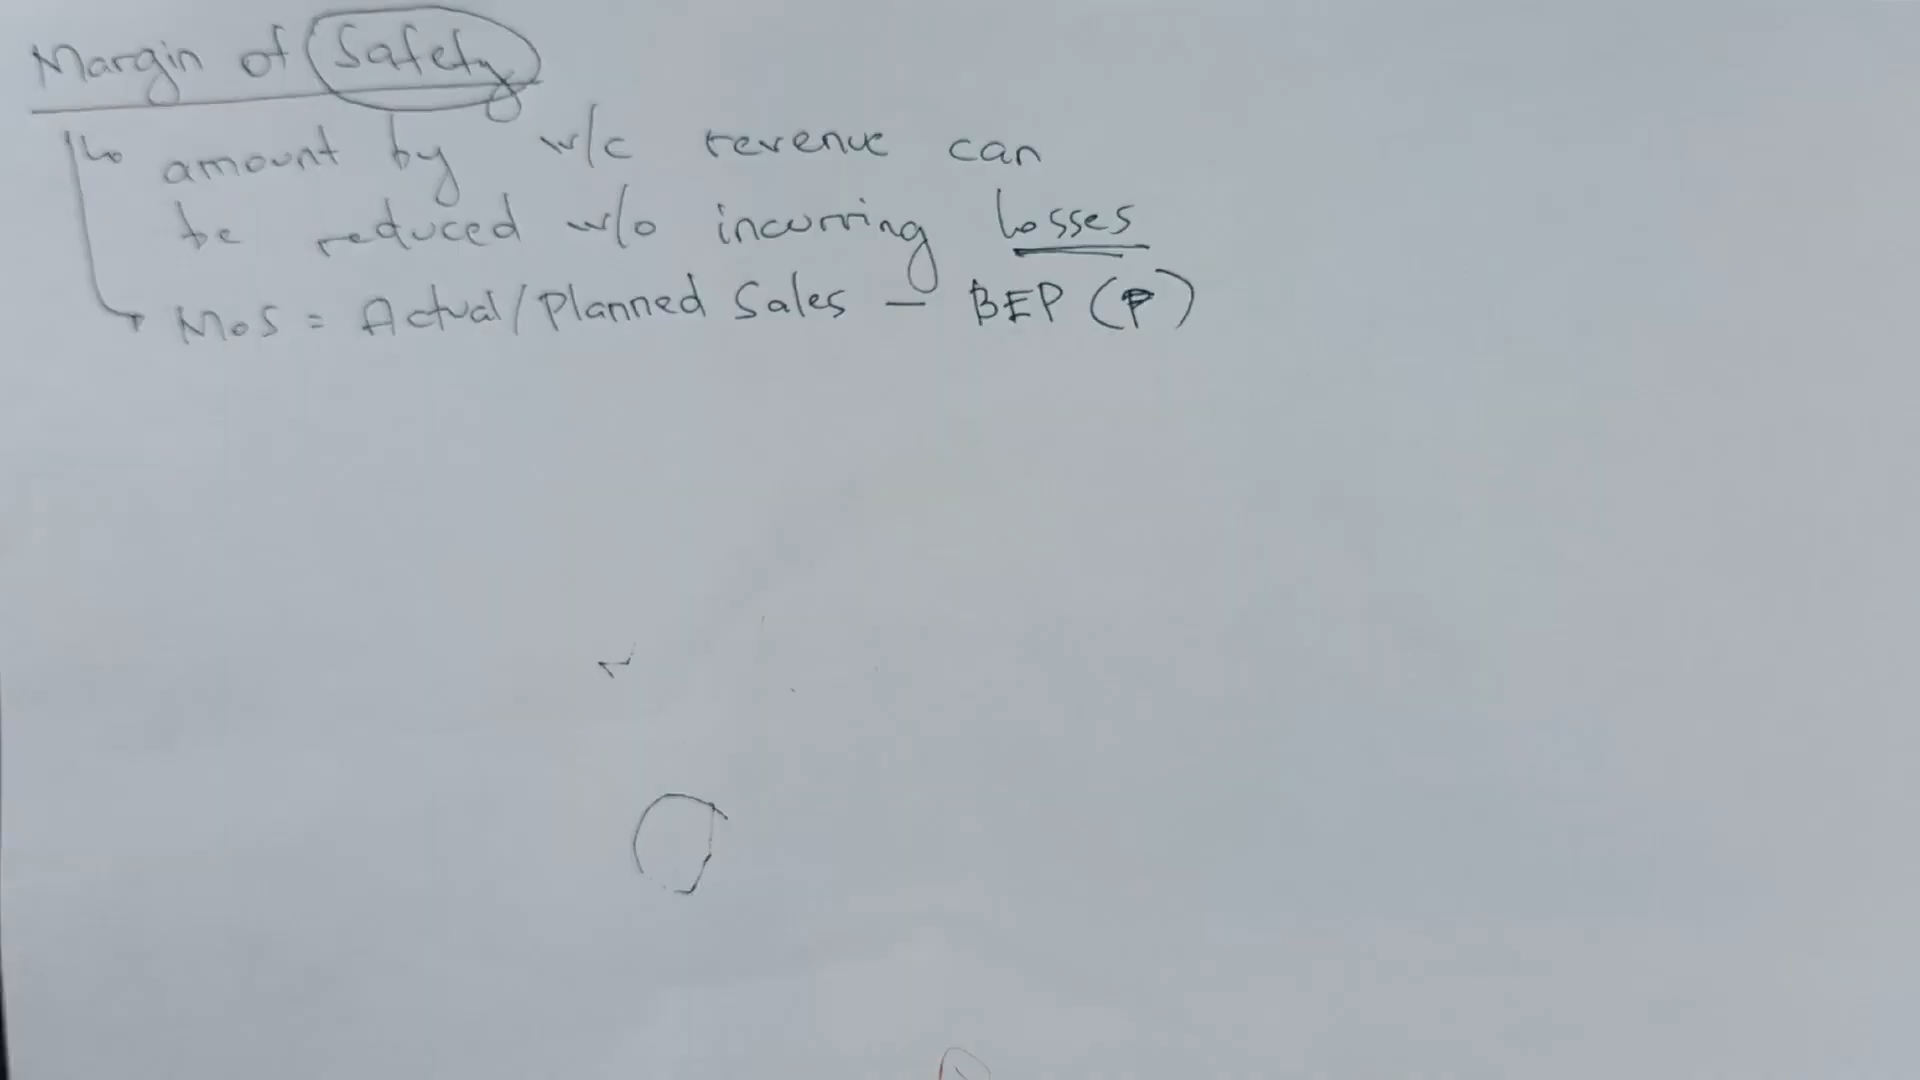 Margin of Safety
amount by w/c revenue can
be reduced w/o incurring losses
MoS = Actual/Planned Sales - BEP (₱)